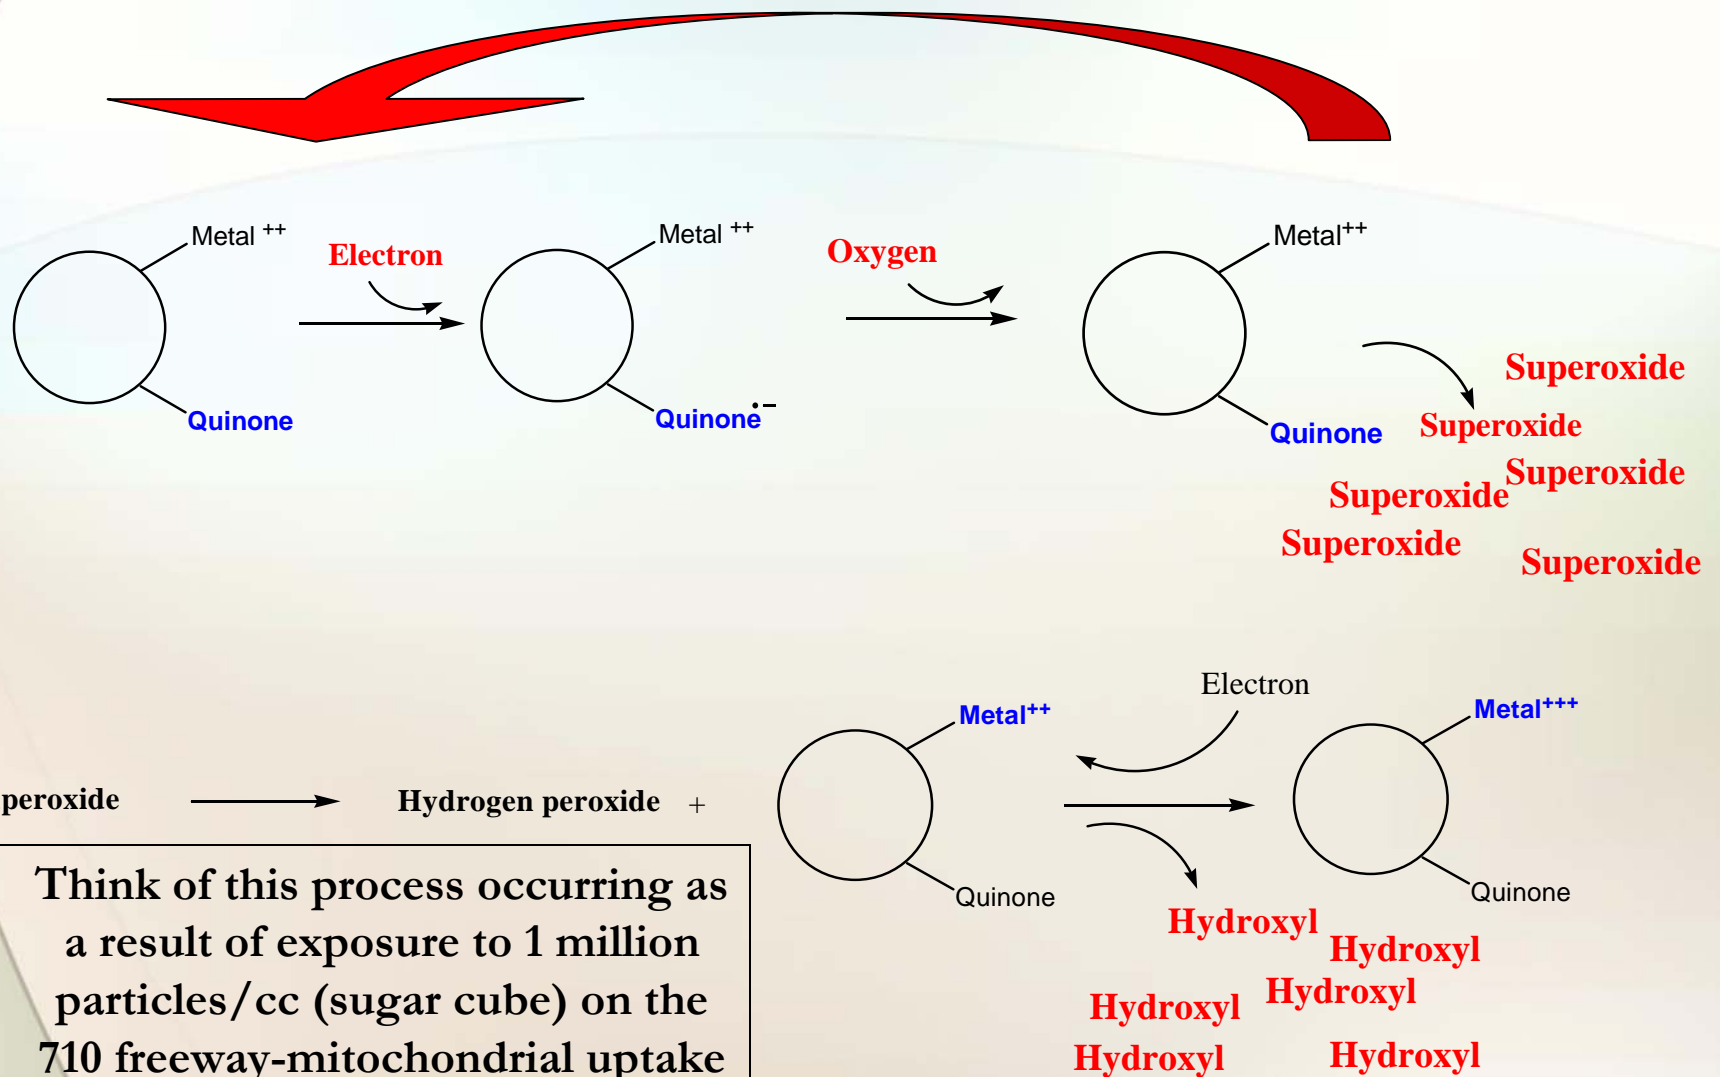 Metal ++
Electron
Metal ++
Oxygen
Metal++
Quinone
Quinone·−
Quinone
Superoxide
Superoxide
Superoxide
Superoxide
Superoxide
Superoxide
Electron
Metal++
Metal+++
peroxide
Hydrogen peroxide +
Quinone
Quinone
Hydroxyl
Hydroxyl
Hydroxyl
Hydroxyl
Hydroxyl
Hydroxyl
Think of this process occurring as
a result of exposure to 1 million
particles/cc (sugar cube) on the
710 freeway-mitochondrial uptake